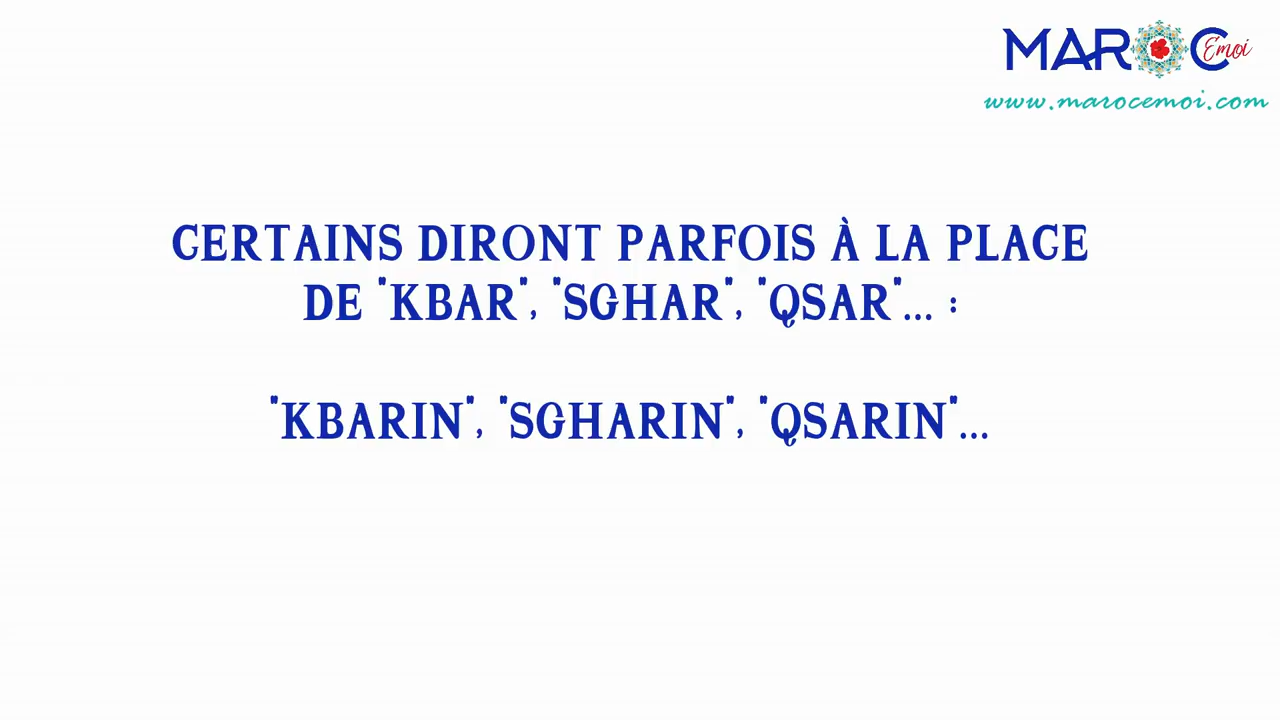 MAROC Emoi
www.marocemoi.com
CERTAINS DIRONT PARFOIS À LA PLACE
DE "KBAR", "SGHAR", "QSAR"... :
"KBARIN", "SGHARIN", "QSARIN"...